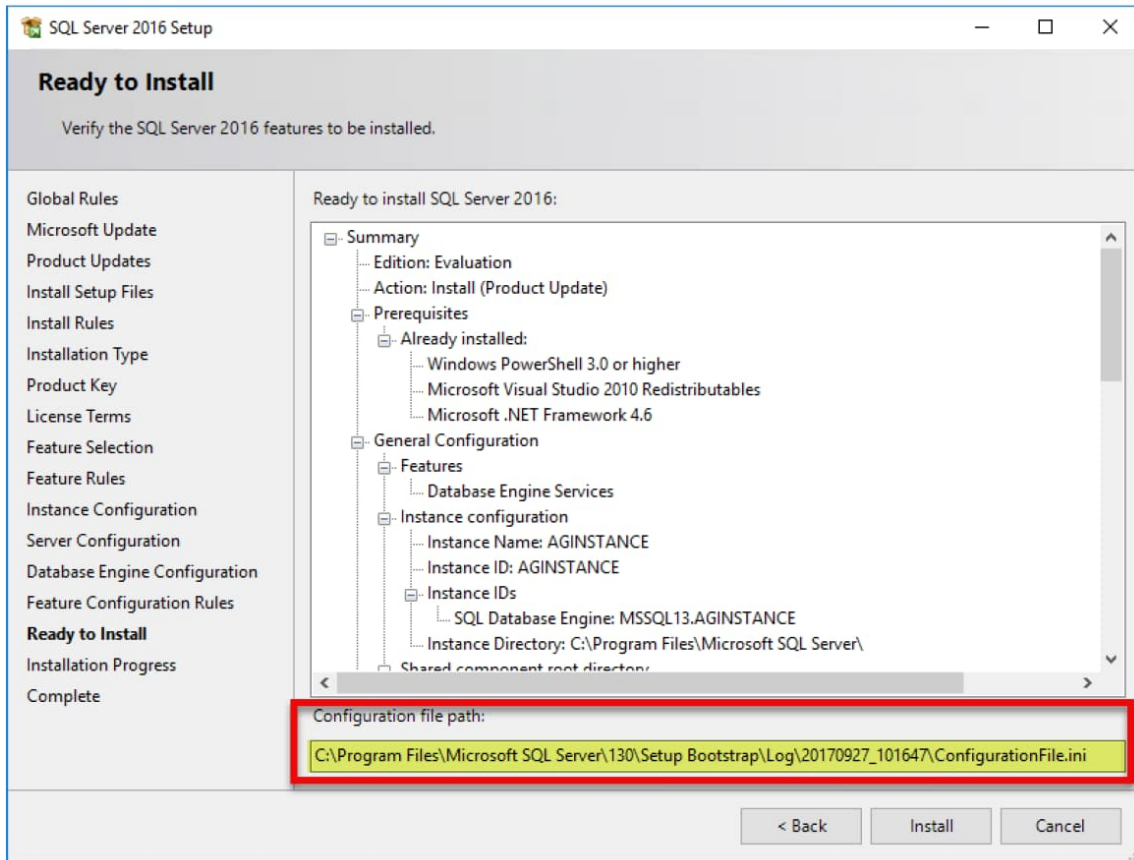 SQL Server 2016 Setup
Ready to Install
Verify the SQL Server 2016 features to be installed.
Global Rules
Microsoft Update
Product Updates
Install Setup Files
Install Rules
Installation Type
Product Key
License Terms
Feature Selection
Feature Rules
Instance Configuration
Server Configuration
Database Engine Configuration
Feature Configuration Rules
Ready to Install
Installation Progress
Complete
Ready to install SQL Server 2016:
Summary
Edition: Evaluation
Action: Install (Product Update)
Prerequisites
Already installed:
Windows PowerShell 3.0 or higher
Microsoft Visual Studio 2010 Redistributables
Microsoft .NET Framework 4.6
General Configuration
Features
Database Engine Services
Instance configuration
Instance Name: AGINSTANCE
Instance ID: AGINSTANCE
Instance IDs
SQL Database Engine: MSSQL13.AGINSTANCE
Instance Directory: C:\Program Files\Microsoft SQL Server\
Shared component root directory
Configuration file path:
C:\Program Files\Microsoft SQL Server\130\Setup Bootstrap\Log\20170927_101647\ConfigurationFile.ini
< Back
Install
Cancel